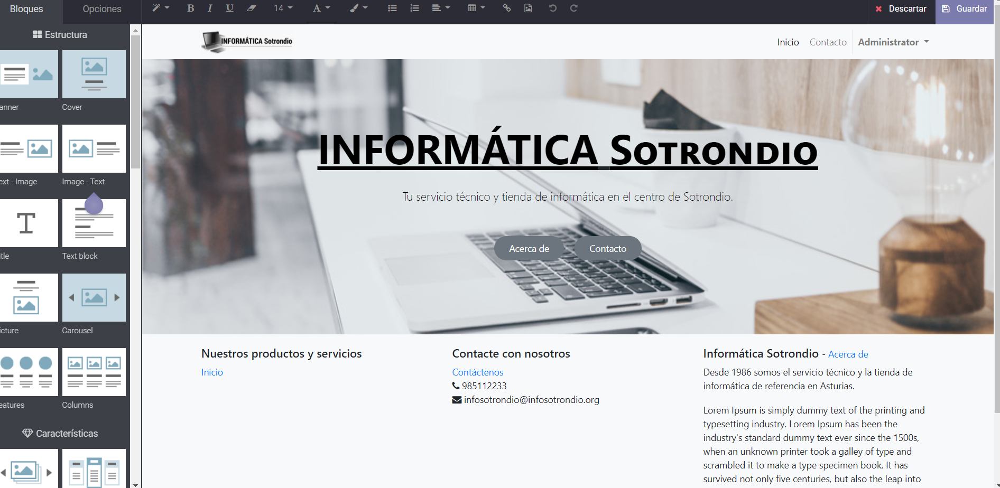 Bloques
Opciones
14
Descartar
Guardar
Estructura
anner
Cover
ext - Image
Image - Text
itle
Text block
icture
Carousel
eatures
Columns
Características
INFORMÁTICA Sotrondio
Inicio
Contacto
Administrator
INFORMÁTICA Sotrondio
Tu servicio técnico y tienda de informática en el centro de Sotrondio.
Acerca de
Contacto
Nuestros productos y servicios
Inicio
Contacte con nosotros
Contáctenos
985112233
infosotrondio@infosotrondio.org
Informática Sotrondio - Acerca de
Desde 1986 somos el servicio técnico y la tienda de
informática de referencia en Asturias.
Lorem Ipsum is simply dummy text of the printing and
typesetting industry. Lorem Ipsum has been the
industry's standard dummy text ever since the 1500s,
when an unknown printer took a galley of type and
scrambled it to make a type specimen book. It has
survived not only five centuries, but also the leap into